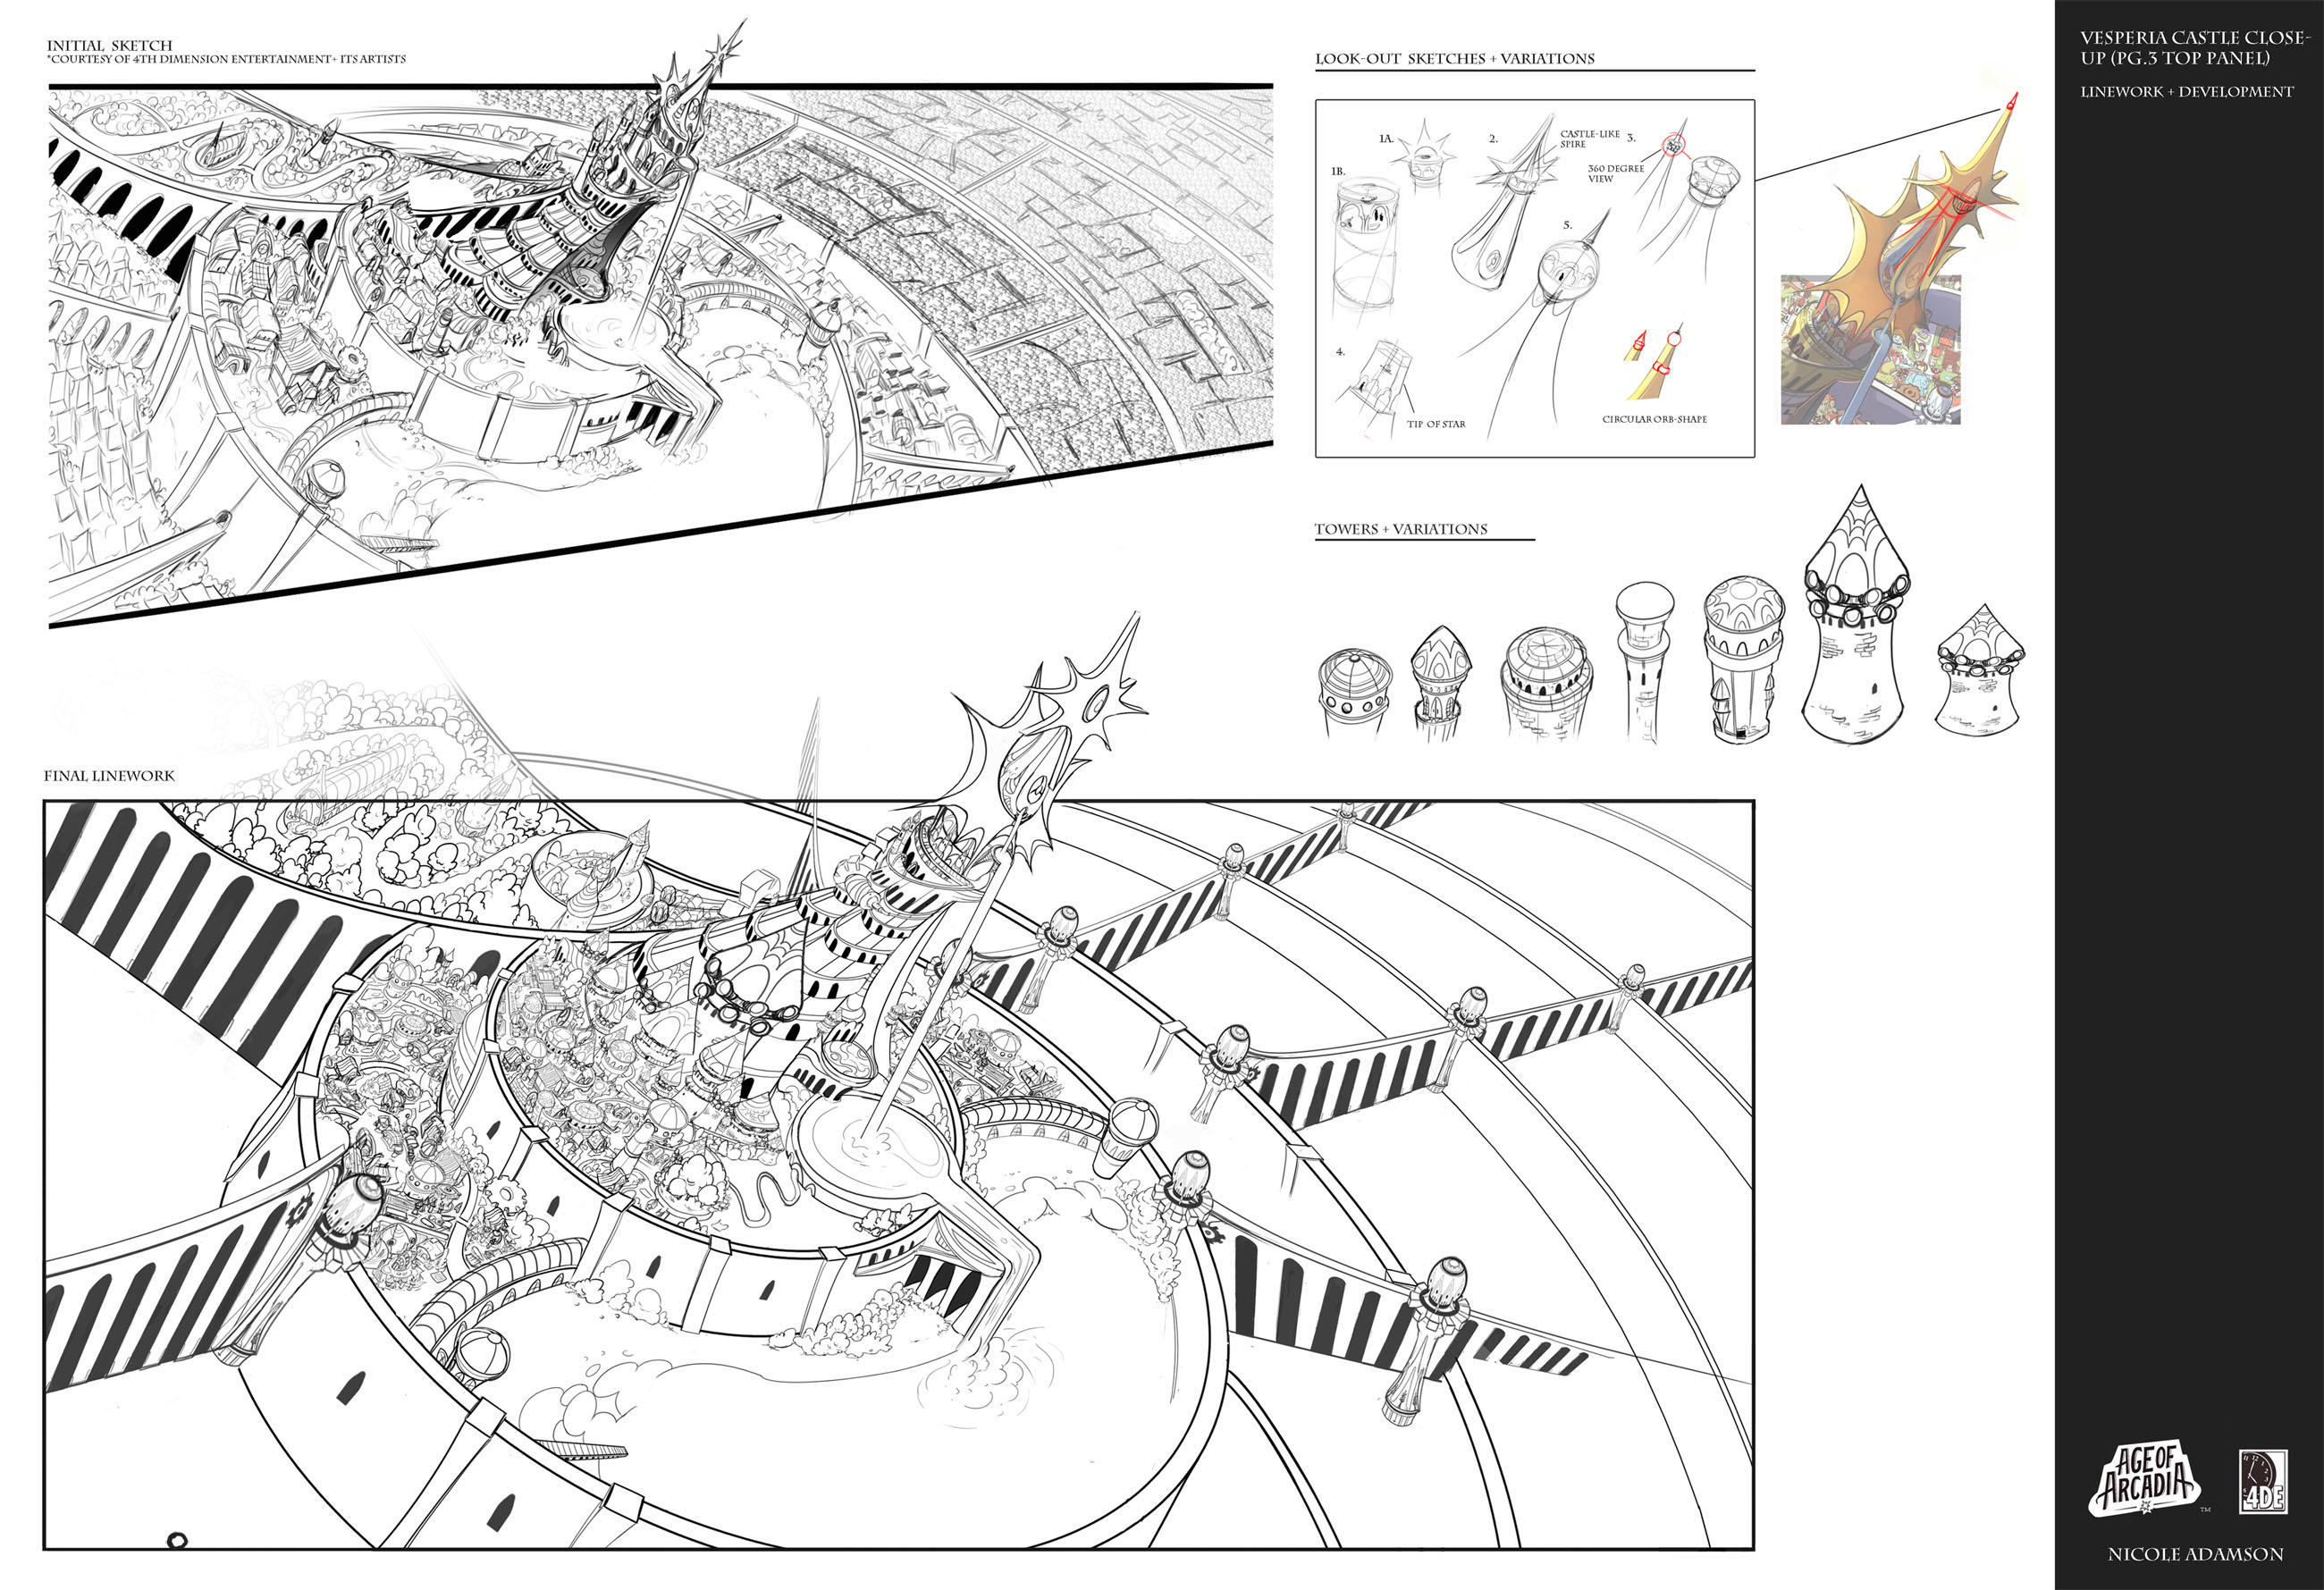 INITIAL SKETCH
*COURTESY OF 4TH DIMENSION ENTERTAINMENT+ ITS ARTISTS
LOOK-OUT SKETCHES + VARIATIONS
1A.
1B.
2.
CASTLE-LIKE
SPIRE
3.
360 DEGREE
VIEW
5.
4.
TIP OF STAR
CIRCULAR ORB-SHAPE
TOWERS + VARIATIONS
FINAL LINEWORK
VESPERIA CASTLE CLOSE-
UP (PG.3 TOP PANEL)
LINEWORK + DEVELOPMENT
AGE OF
ARCADIA
TM
4DE
NICOLE ADAMSON